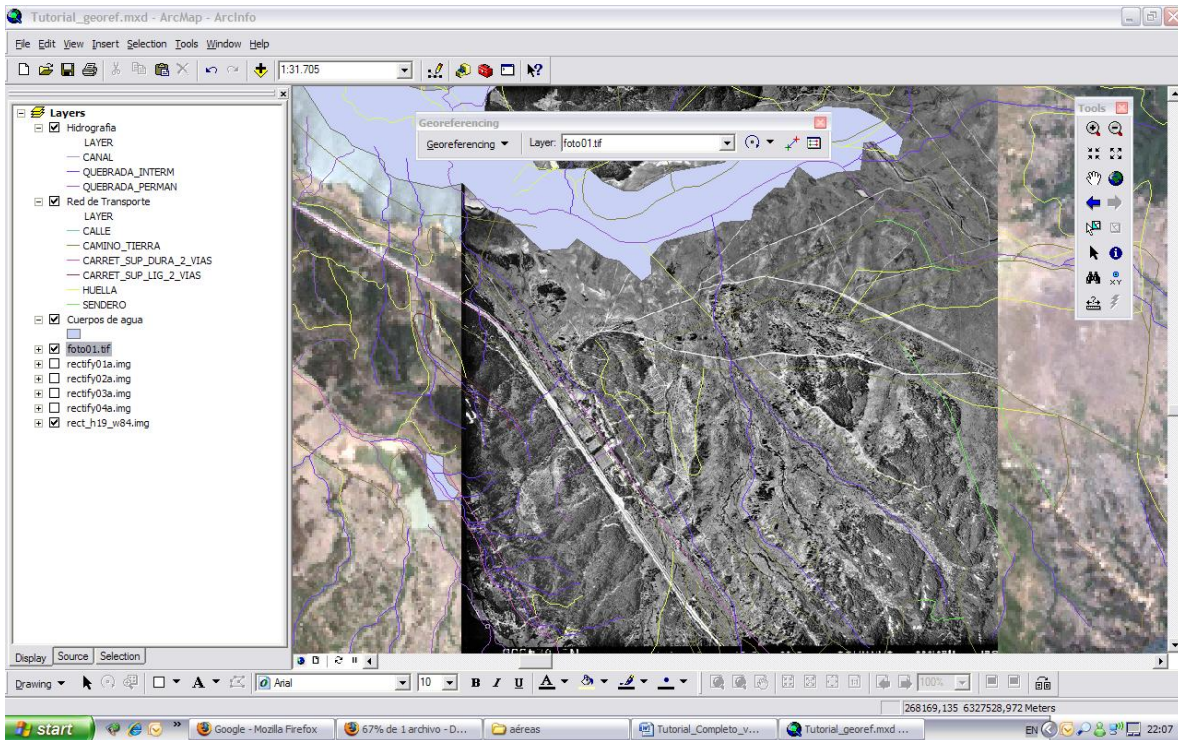 Tutorial_georef.mxd - ArcMap - ArcInfo
File Edit View Insert Selection Tools Window Help
1:31.705
Layers
Hidrografia
LAYER
CANAL
QUEBRADA_INTERM
QUEBRADA_PERMAN
Red de Transporte
LAYER
CALLE
CAMINO_TIERRA
CARRET_SUP_DURA_2_VIAS
CARRET_SUP_LIG_2_VIAS
HUELLA
SENDERO
Cuerpos de agua
foto01.tif
rectify01a.img
rectify02a.img
rectify03a.img
rectify04a.img
rect_h19_w84.img
Georeferencing
Georeferencing Layer: foto01.tif
Tools
XY
Display Source Selection
Drawing A Arial 10 B I U A 100%
268169,135 6327528,972 Meters
start Google - Mozilla Firefox 67% de 1 archivo - D... aéreas Tutorial_Completo_v... Tutorial_georef.mxd ... EN 22:07